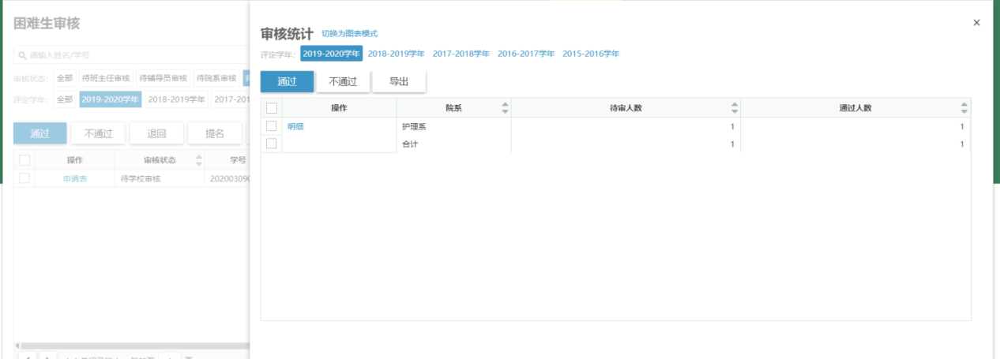 困难生审核
请输入姓名/学号
审核状态: 全部 待班主任审核 待辅导员审核 待院系审核
评定学年: 全部 2019-2020学年 2018-2019学年 2017-201
通过 不通过 退回 提名
操作 审核状态 学号
申请表 待学校审核 202003090
审核统计 切换为图表模式
评定学年: 2019-2020学年 2018-2019学年 2017-2018学年 2016-2017学年 2015-2016学年
通过 不通过 导出
操作 院系 待审人数 通过人数
明细 护理系 1 1
合计 1 1